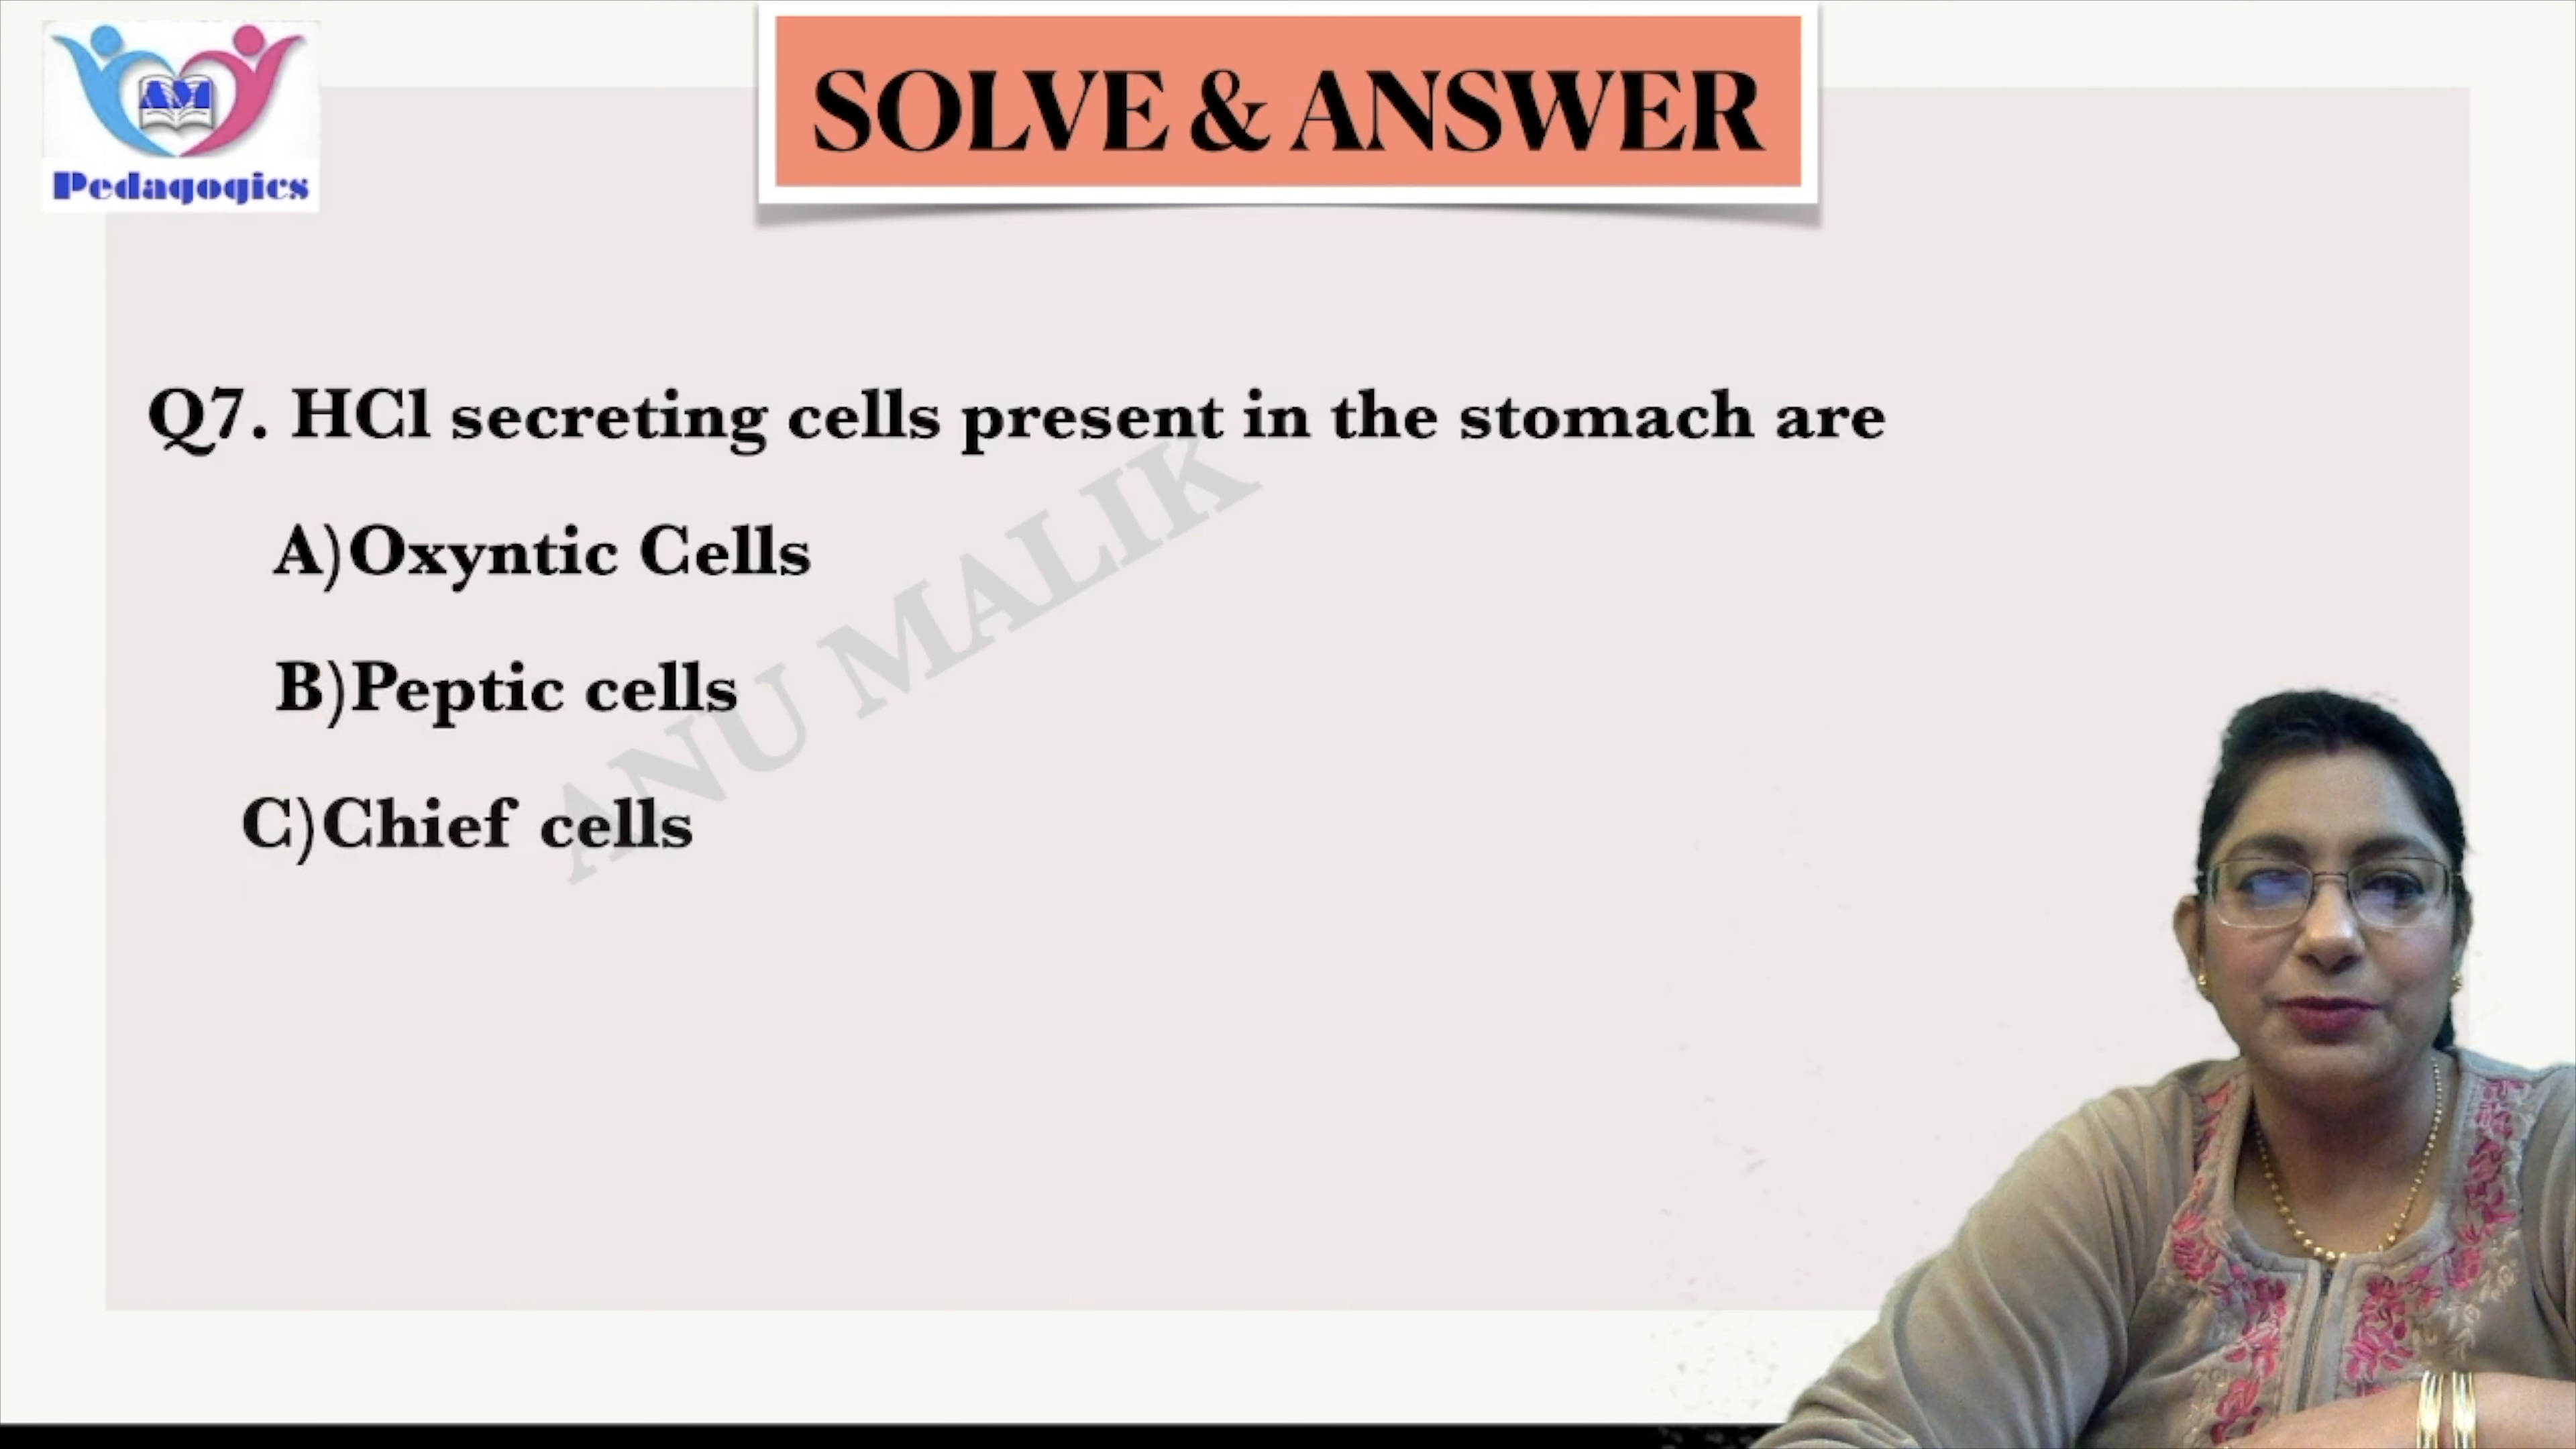 AM
Pedagogics
SOLVE & ANSWER
Q7. HCl secreting cells present in the stomach are
A)Oxyntic Cells
B)Peptic cells
C)Chief cells
ANU MALIK